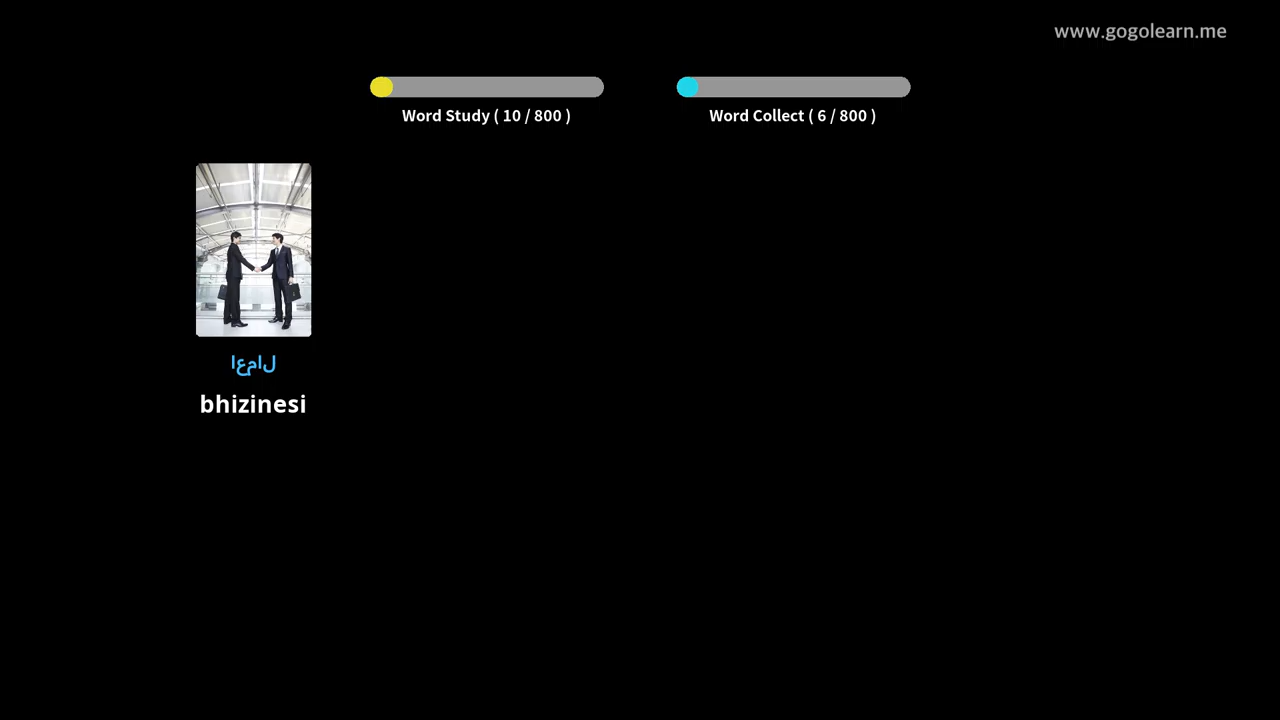 www.gogolearn.me
Word Study ( 10 / 800 )
Word Collect ( 6 / 800 )
اعمال
bhizinesi